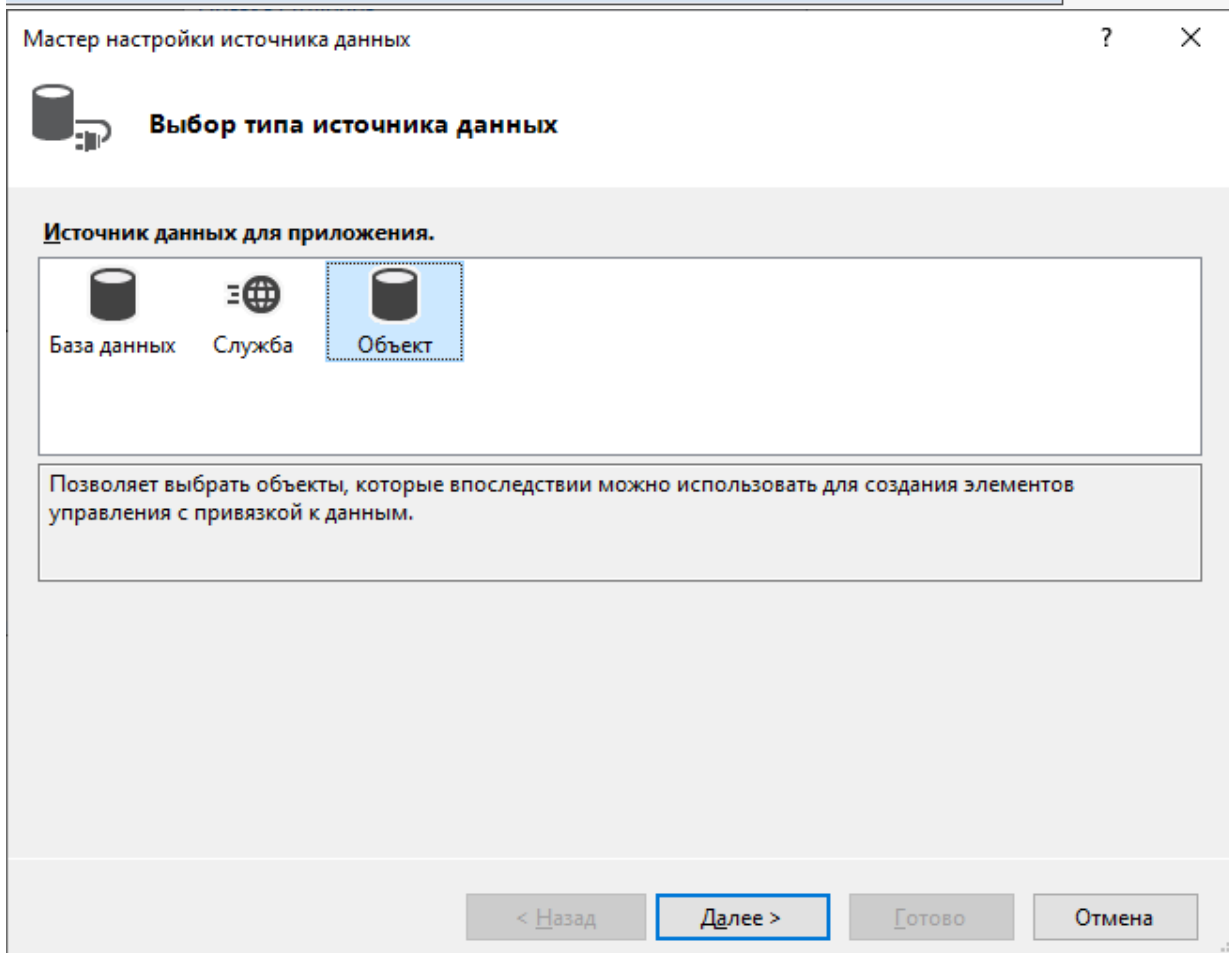 Мастер настройки источника данных
?
Выбор типа источника данных
Источник данных для приложения.
База данных
Служба
Объект
Позволяет выбрать объекты, которые впоследствии можно использовать для создания элементов
управления с привязкой к данным.
< Назад
Далее >
Готово
Отмена